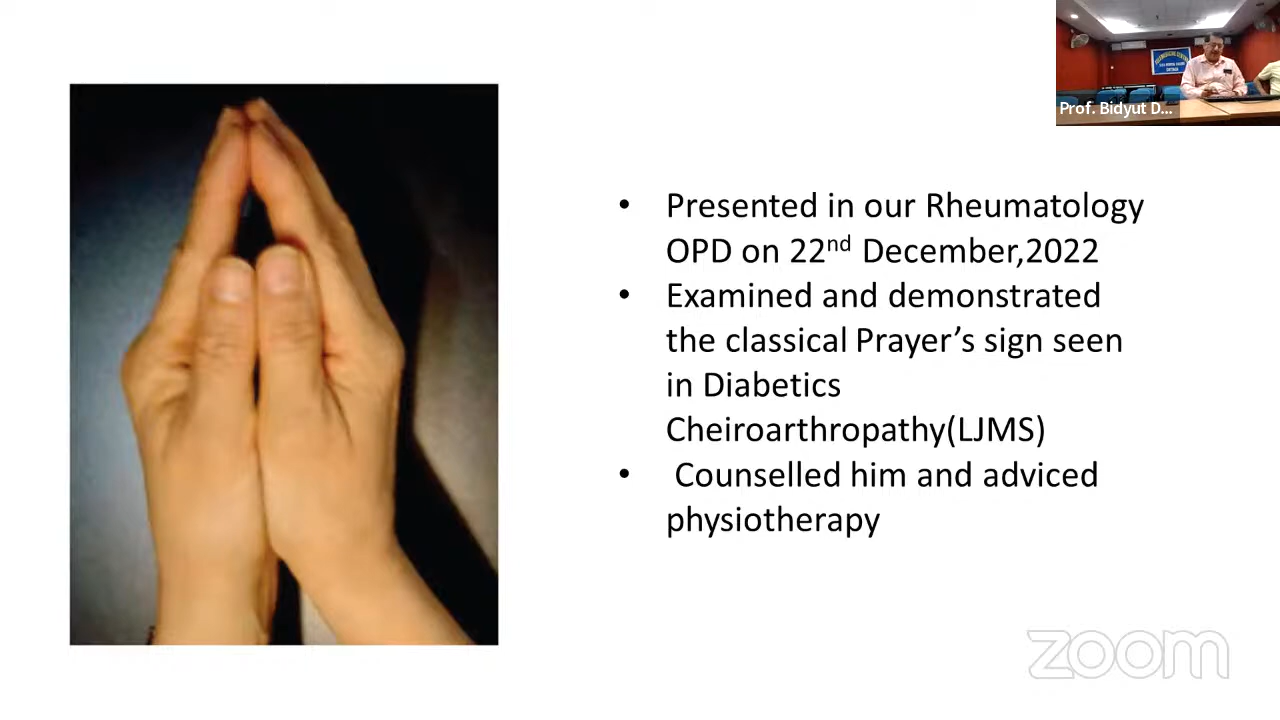 Prof. Bidyut D...
• Presented in our Rheumatology
OPD on 22nd December,2022
• Examined and demonstrated
the classical Prayer’s sign seen
in Diabetics
Cheiroarthropathy(LJMS)
• Counselled him and adviced
physiotherapy
zoom